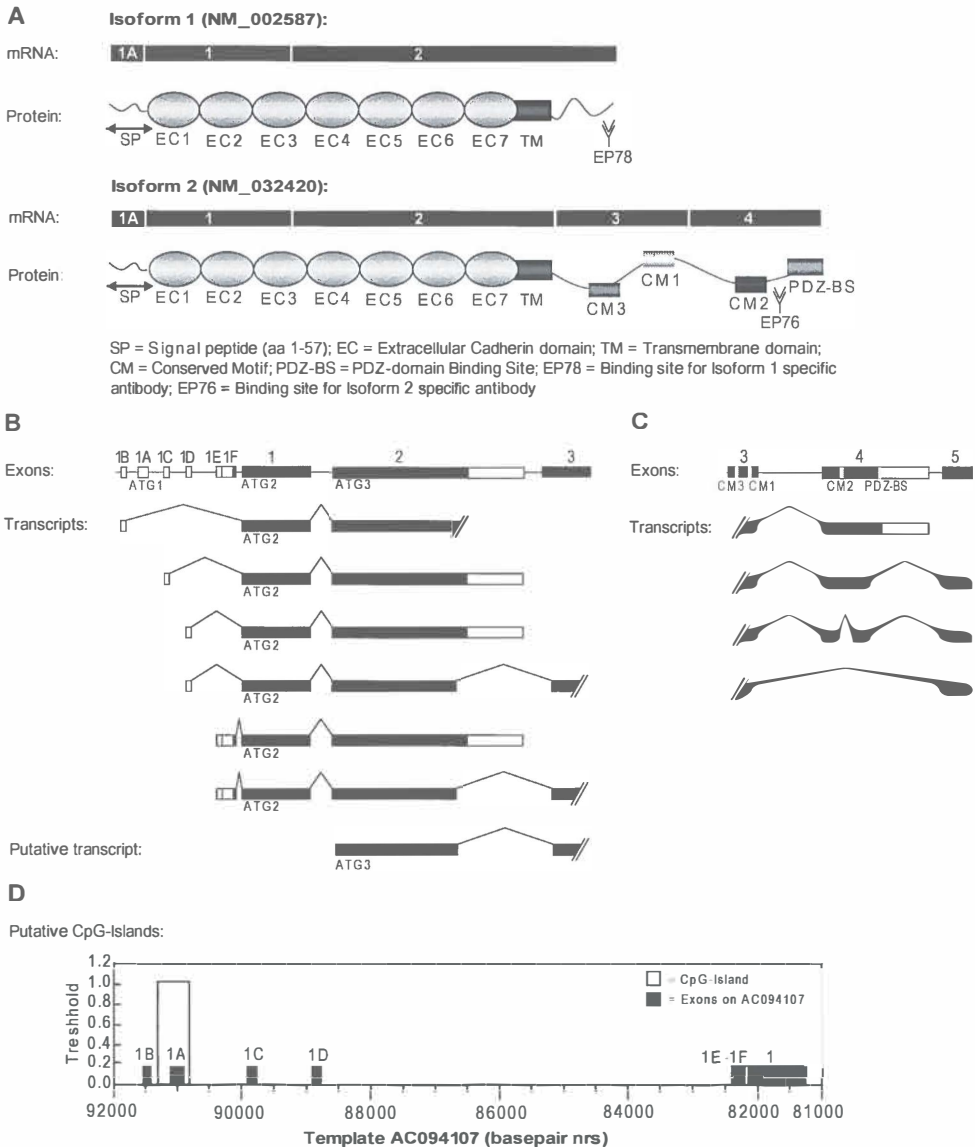 A
Isoform 1 (NM_002587):
mRNA: 1A 1 2
Protein:
SP EC1 EC2 EC3 EC4 EC5 EC6 EC7 TM
EP78
Isoform 2 (NM_032420):
mRNA: 1A 1 2 3 4
Protein:
SP EC1 EC2 EC3 EC4 EC5 EC6 EC7 TM CM3 CM1 CM2 PDZ-BS
EP76
SP = Signal peptide (aa 1-57); EC = Extracellular Cadherin domain; TM = Transmembrane domain;
CM = Conserved Motif; PDZ-BS = PDZ-domain Binding Site; EP78 = Binding site for Isoform 1 specific
antibody; EP76 = Binding site for Isoform 2 specific antibody
B
1B 1A 1C 1D 1E 1F 1 2 3
Exons:
ATG1 ATG2 ATG3
Transcripts:
ATG2
ATG2
ATG2
ATG2
ATG2
ATG2
Putative transcript:
ATG3
C
3 4 5
Exons:
CM3 CM1 CM2 PDZ-BS
Transcripts:
D
Putative CpG-Islands:
Treshhold
1.2
1.0
0.8
0.6
0.4
0.2
0.0
= CpG-Island
= Exons on AC094107
1B 1A 1C 1D 1E -1F 1
92000 90000 88000 86000 84000 82000 81000
Template AC094107 (basepair nrs)